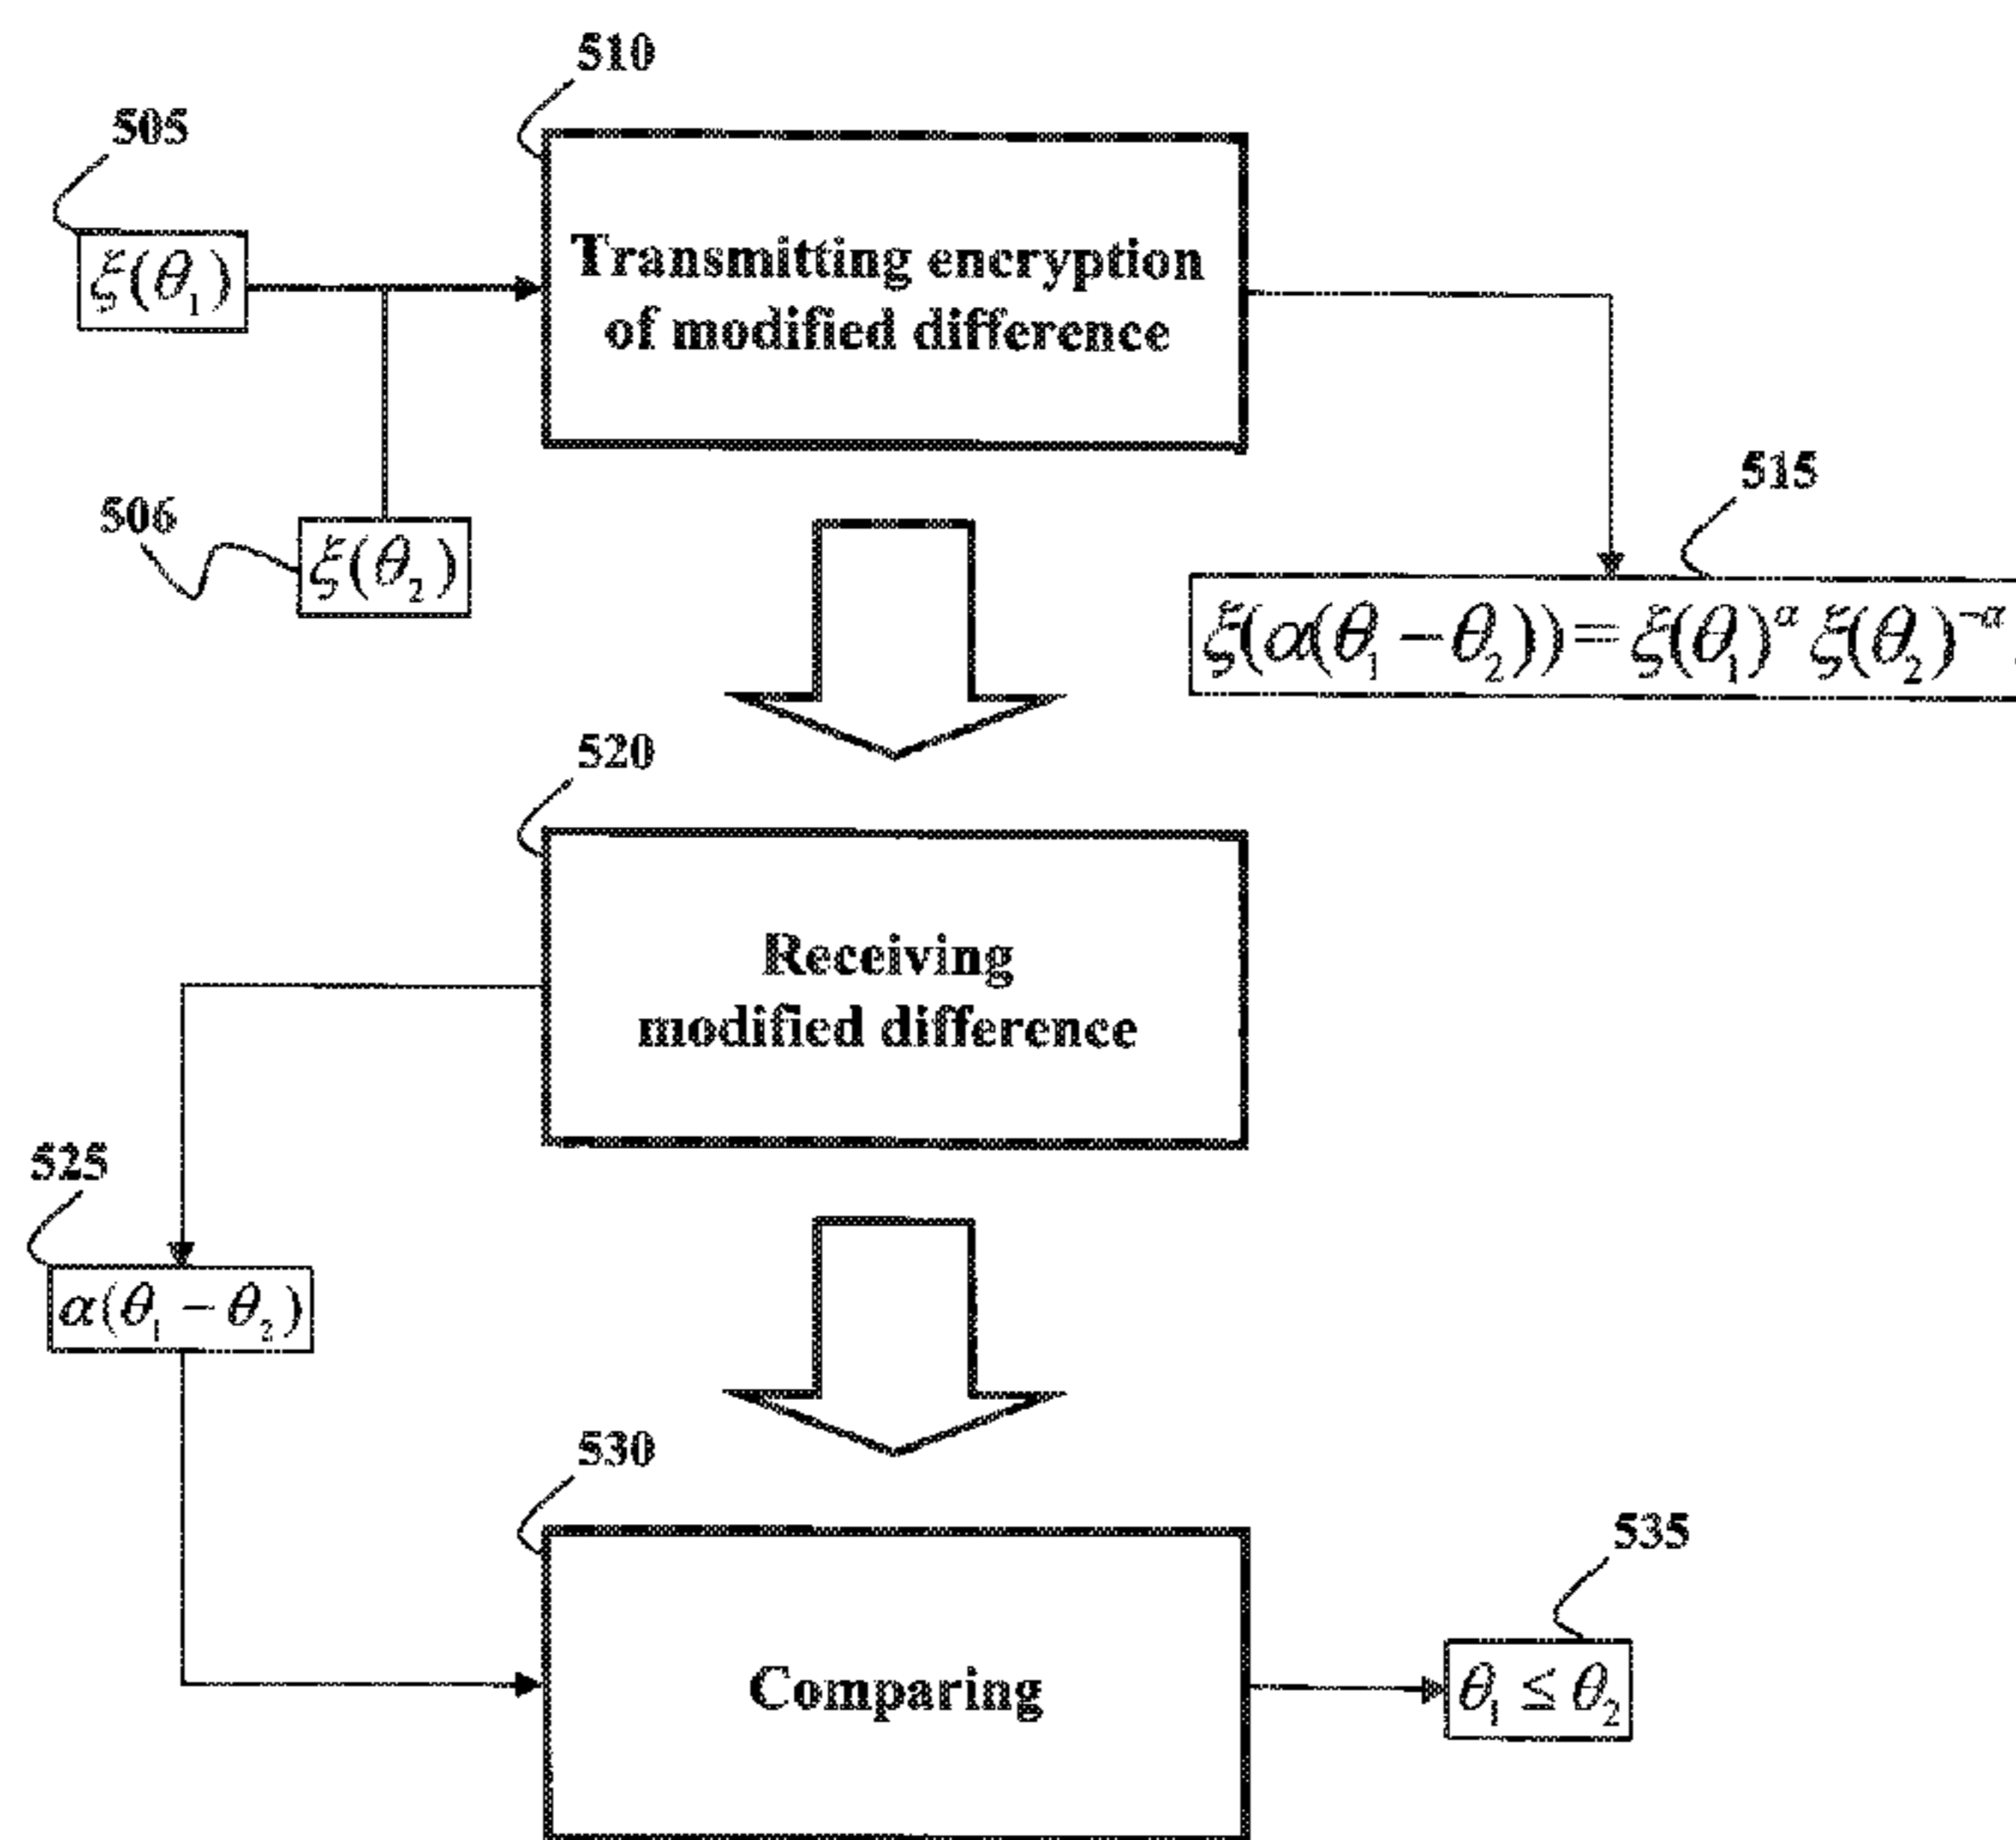 510
505
ξ(θ₁)
Transmitting encryption
of modified difference
515
506
ξ(θ₂)
ξ(α(θ₁ − θ₂)) = ξ(θ₁)^α ξ(θ₂)^−α
520
Receiving
modified difference
525
α(θ₁ − θ₂)
530
535
Comparing
θ₁ ≤ θ₂